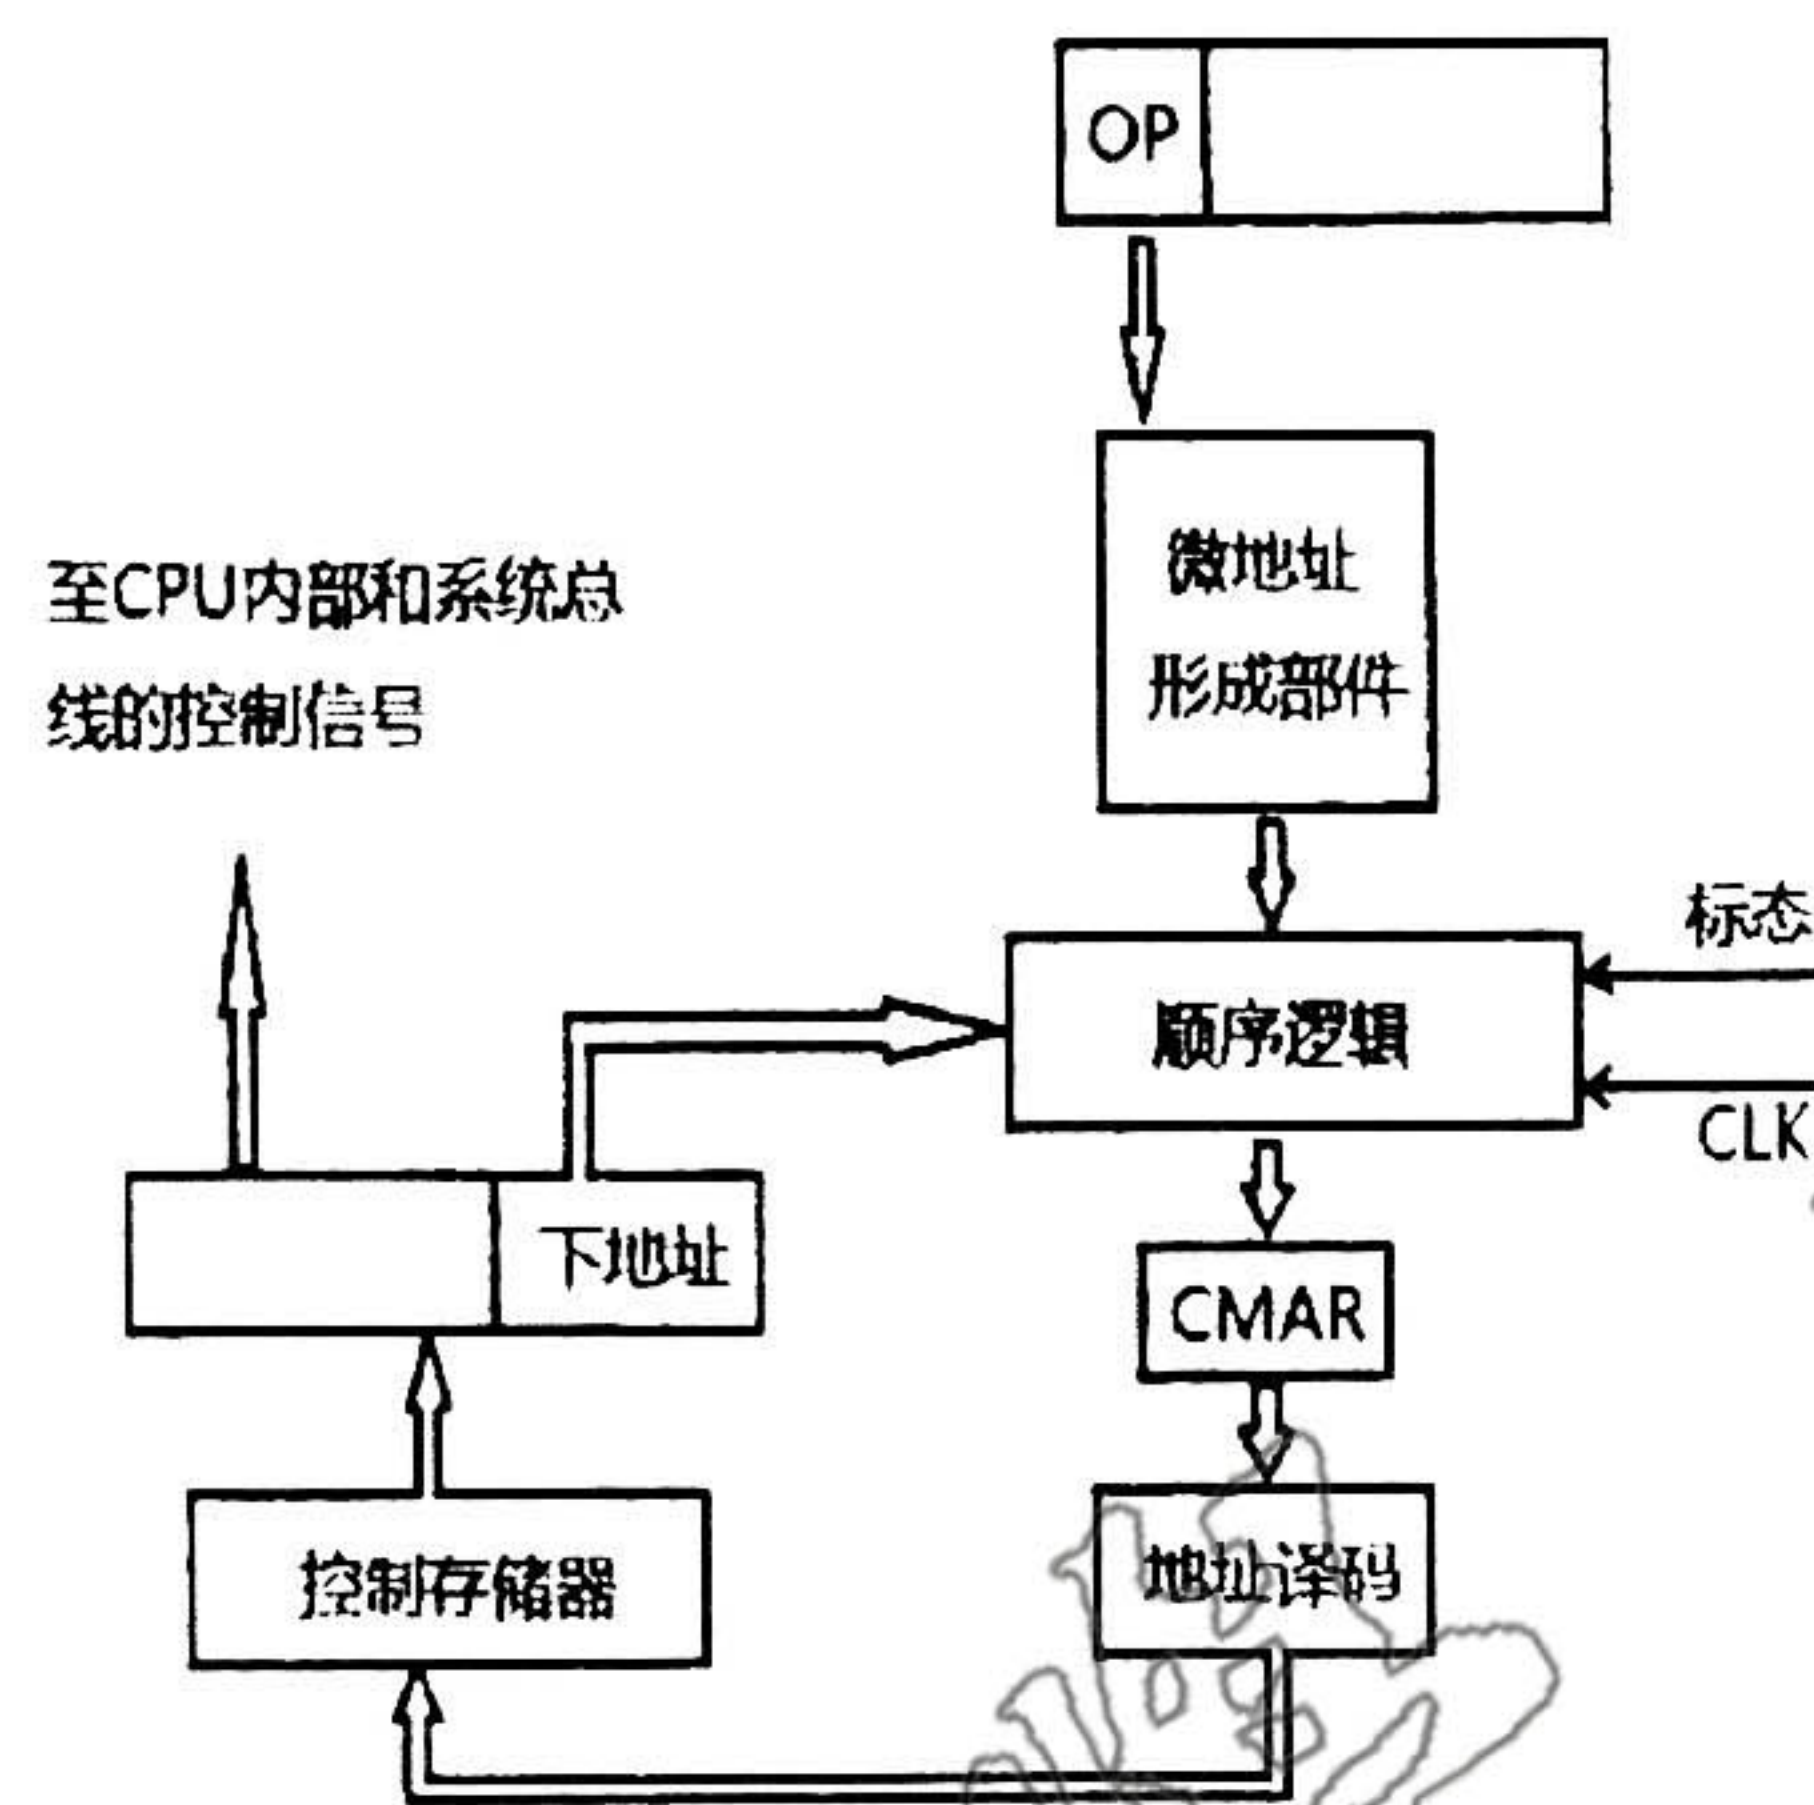 OP
微地址
形成部件
至CPU内部和系统总
线的控制信号
标态
顺序逻辑
CLK
下地址
CMAR
控制存储器
地址译码